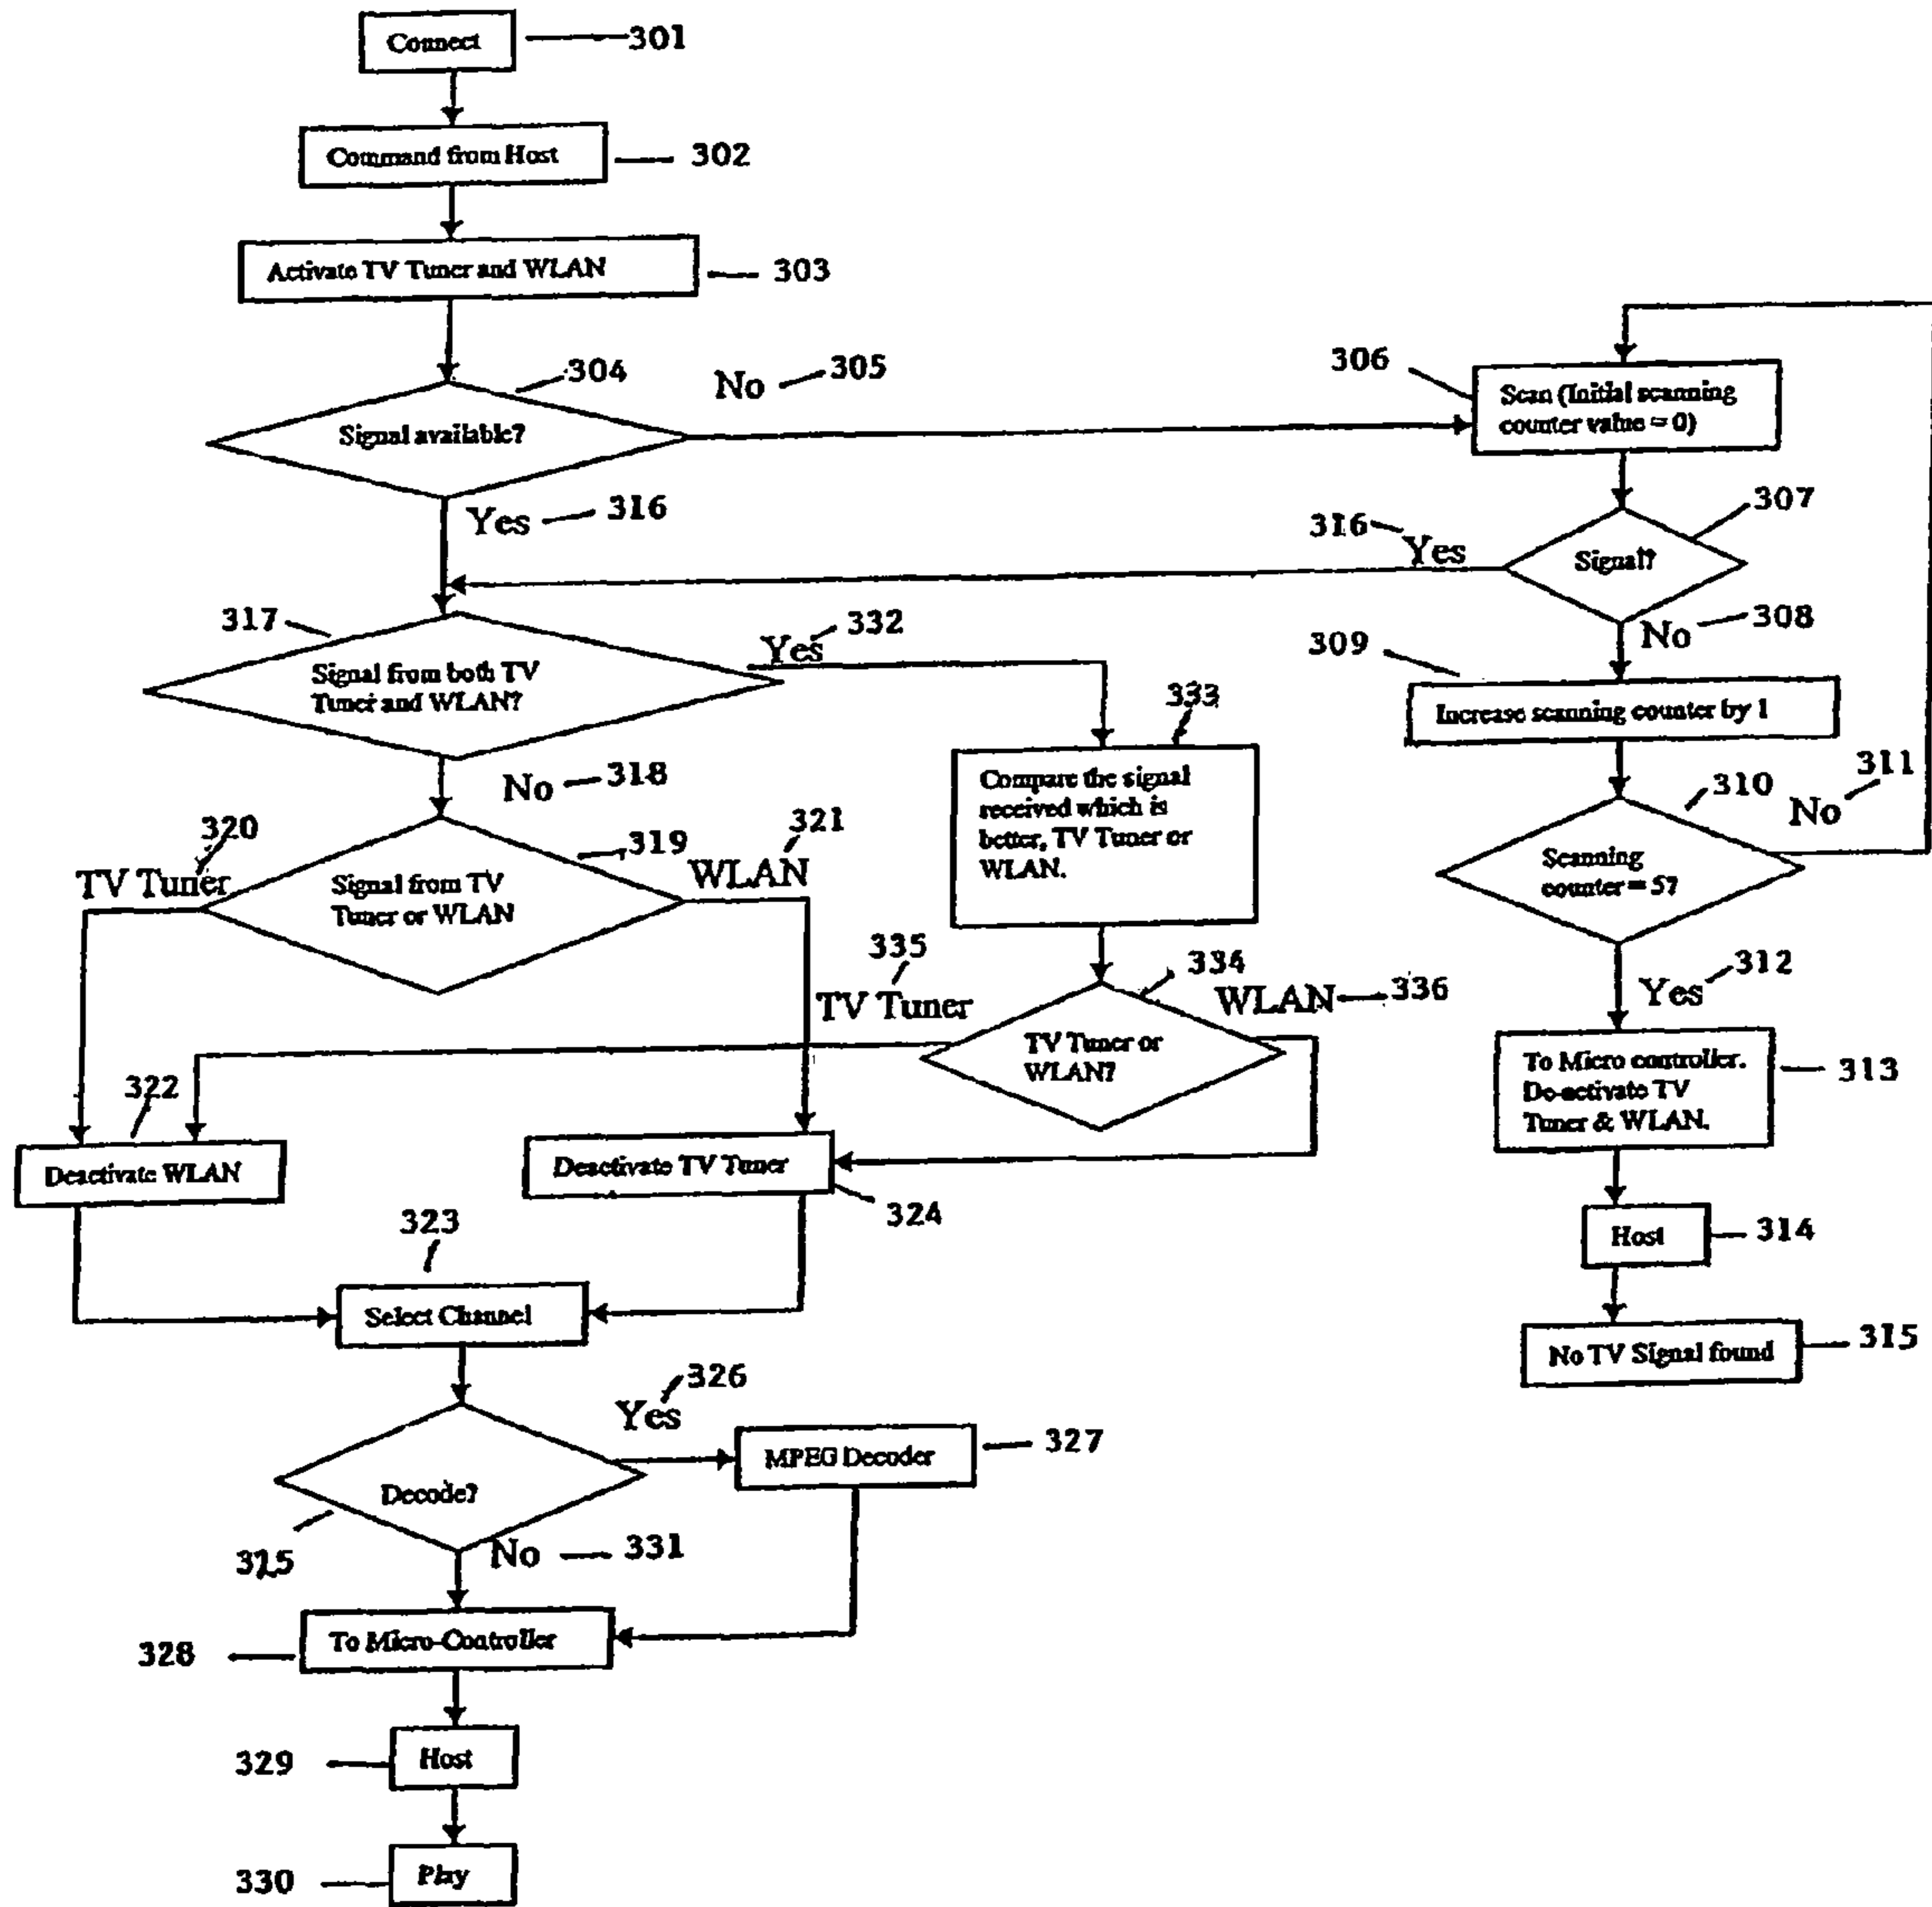 Connect
301
Command from Host
302
Activate TV Tuner and WLAN
303
304
Signal available?
No
305
306
Scan (Initial scanning
counter value = 0)
Yes
316
307
Signal?
316
Yes
No
308
309
Increase scanning counter by 1
317
Signal from both TV
Tuner and WLAN?
Yes
332
333
Compare the signal
received which is
better, TV Tuner or
WLAN.
No
318
319
320
TV Tuner
Signal from TV
Tuner or WLAN
321
WLAN
310
Scanning
counter = 5?
No
311
Yes
312
334
335
TV Tuner
TV Tuner or
WLAN?
WLAN
336
To Micro controller.
De-activate TV
Tuner & WLAN.
313
322
Deactivate WLAN
Deactivate TV Tuner
324
Host
314
323
Select Channel
No TV Signal found
315
Decode?
325
Yes
326
MPEG Decoder
327
No
331
To Micro-Controller
328
Host
329
Play
330